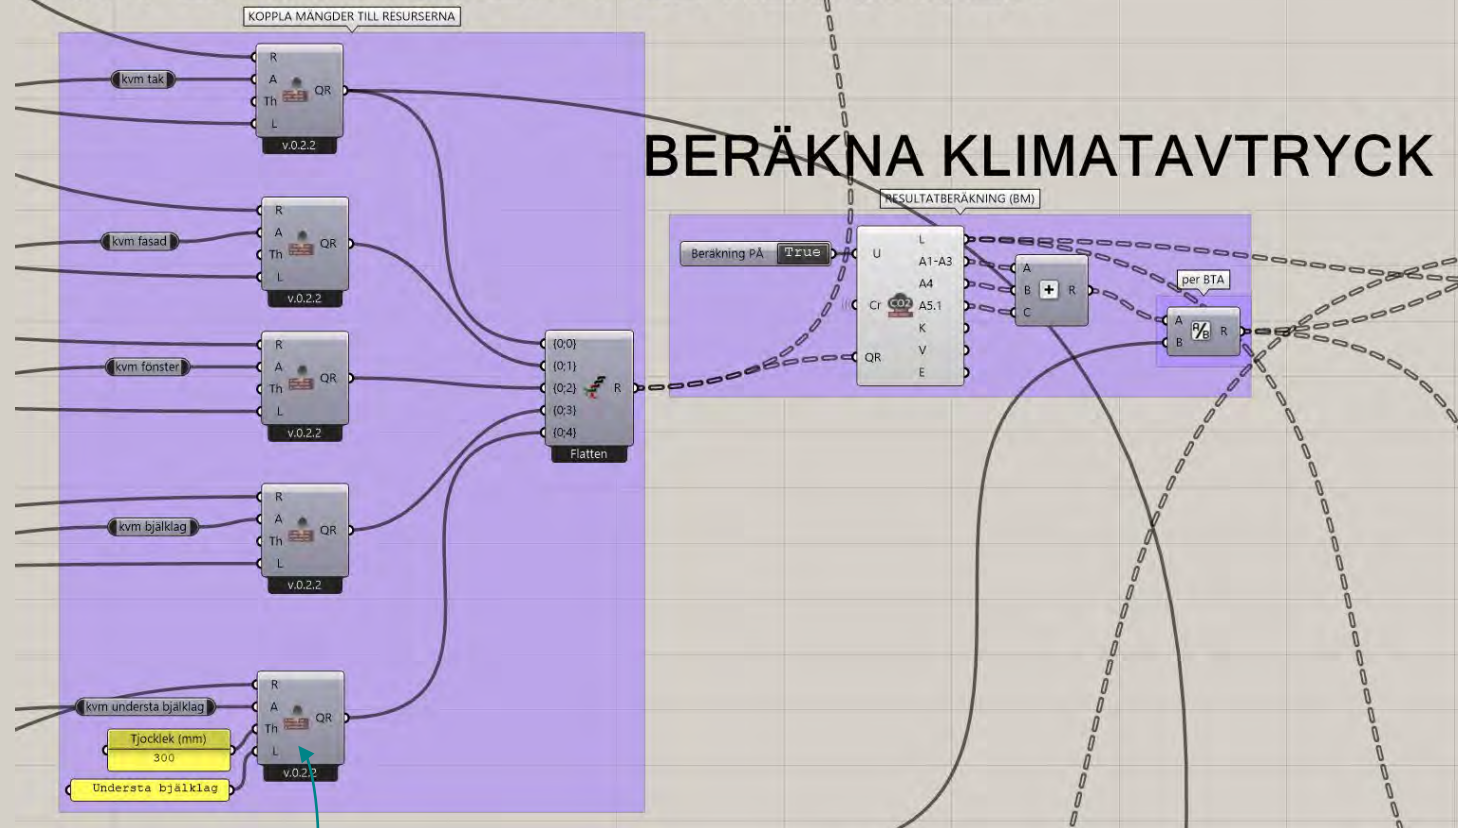 KOPPLA MÄNGDER TILL RESURSERNA
R
kvm tak
A
Th
QR
L
v.0.2.2
R
kvm fasad
A
Th
QR
L
v.0.2.2
R
kvm fönster
A
Th
QR
L
v.0.2.2
R
kvm bjälklag
A
Th
QR
L
v.0.2.2
R
kvm understa bjälklag
A
Th
QR
L
v.0.2.2
Tjocklek (mm)
300
Understa bjälklag
{0;0}
{0;1}
{0;2}
{0;3}
{0;4}
R
Flatten
BERÄKNA KLIMATAVTRYCK
RESULTATBERÄKNING (BM)
Beräkning PÅ True
U
Cr
QR
CO2
L
A1-A3
A4
A5.1
K
V
E
A
B
C
+
R
per BTA
A
B
A/B
R